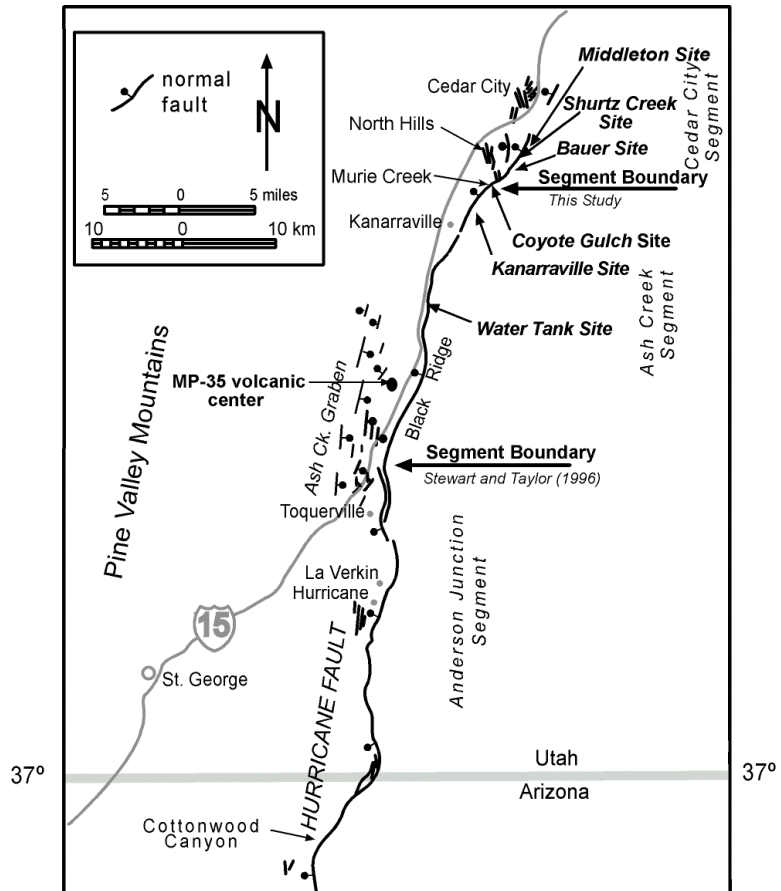 normal
fault
N
5 0 5 miles
10 0 10 km
Middleton Site
Cedar City
Shurtz Creek
Site
Cedar City
Segment
North Hills
Bauer Site
Murie Creek
Segment Boundary
This Study
Kanarraville
Coyote Gulch Site
Kanarraville Site
Ash Creek
Segment
Water Tank Site
Pine Valley Mountains
MP-35 volcanic
center
Ash Ck. Graben
Black Ridge
Segment Boundary
Stewart and Taylor (1996)
Toquerville
Anderson Junction
Segment
La Verkin
Hurricane
15
St. George
HURRICANE FAULT
37º
37º
Utah
Arizona
Cottonwood
Canyon